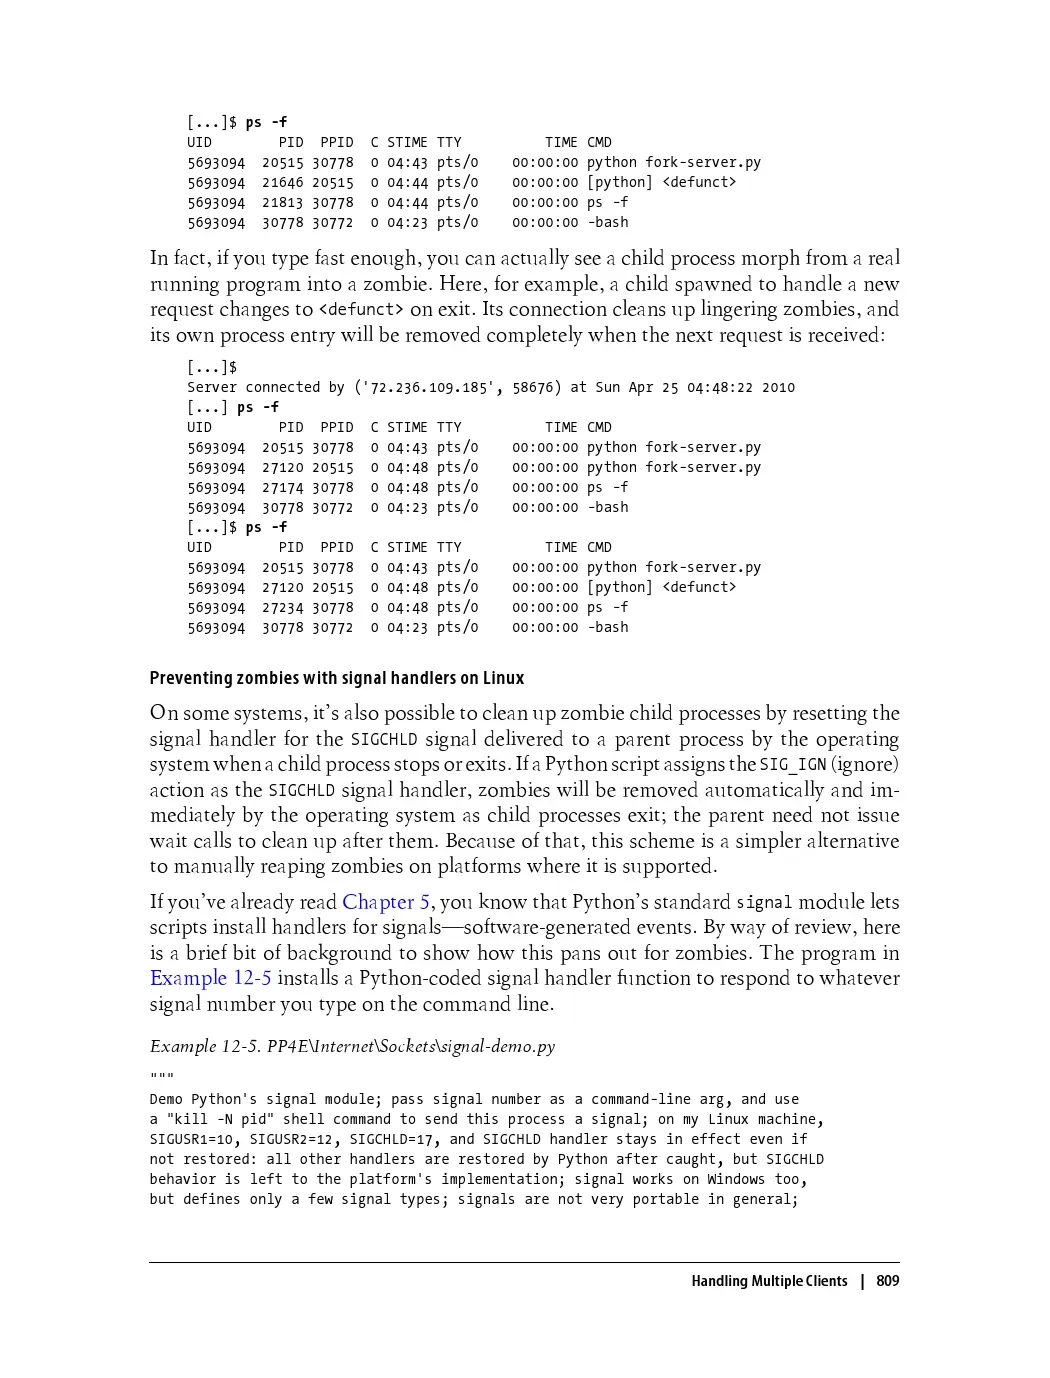 [...]$ ps -f
UID        PID  PPID  C STIME TTY          TIME CMD
5693094  20515 30778  0 04:43 pts/0    00:00:00 python fork-server.py
5693094  21646 20515  0 04:44 pts/0    00:00:00 [python] <defunct>
5693094  21813 30778  0 04:44 pts/0    00:00:00 ps -f
5693094  30778 30772  0 04:23 pts/0    00:00:00 -bash
In fact, if you type fast enough, you can actually see a child process morph from a real
running program into a zombie. Here, for example, a child spawned to handle a new
request changes to <defunct> on exit. Its connection cleans up lingering zombies, and
its own process entry will be removed completely when the next request is received:
[...]$
Server connected by ('72.236.109.185', 58676) at Sun Apr 25 04:48:22 2010
[...] ps -f
UID        PID  PPID  C STIME TTY          TIME CMD
5693094  20515 30778  0 04:43 pts/0    00:00:00 python fork-server.py
5693094  27120 20515  0 04:48 pts/0    00:00:00 python fork-server.py
5693094  27174 30778  0 04:48 pts/0    00:00:00 ps -f
5693094  30778 30772  0 04:23 pts/0    00:00:00 -bash
[...]$ ps -f
UID        PID  PPID  C STIME TTY          TIME CMD
5693094  20515 30778  0 04:43 pts/0    00:00:00 python fork-server.py
5693094  27120 20515  0 04:48 pts/0    00:00:00 [python] <defunct>
5693094  27234 30778  0 04:48 pts/0    00:00:00 ps -f
5693094  30778 30772  0 04:23 pts/0    00:00:00 -bash
Preventing zombies with signal handlers on Linux
On some systems, it's also possible to clean up zombie child processes by resetting the
signal handler for the SIGCHLD signal delivered to a parent process by the operating
system when a child process stops or exits. If a Python script assigns the SIG_IGN (ignore)
action as the SIGCHLD signal handler, zombies will be removed automatically and im-
mediately by the operating system as child processes exit; the parent need not issue
wait calls to clean up after them. Because of that, this scheme is a simpler alternative
to manually reaping zombies on platforms where it is supported.
If you've already read Chapter 5, you know that Python's standard signal module lets
scripts install handlers for signals—software-generated events. By way of review, here
is a brief bit of background to show how this pans out for zombies. The program in
Example 12-5 installs a Python-coded signal handler function to respond to whatever
signal number you type on the command line.
Example 12-5. PP4E\Internet\Sockets\signal-demo.py
"""
Demo Python's signal module; pass signal number as a command-line arg, and use
a "kill -N pid" shell command to send this process a signal; on my Linux machine,
SIGUSR1=10, SIGUSR2=12, SIGCHLD=17, and SIGCHLD handler stays in effect even if
not restored: all other handlers are restored by Python after caught, but SIGCHLD
behavior is left to the platform's implementation; signal works on Windows too,
but defines only a few signal types; signals are not very portable in general;
Handling Multiple Clients | 809